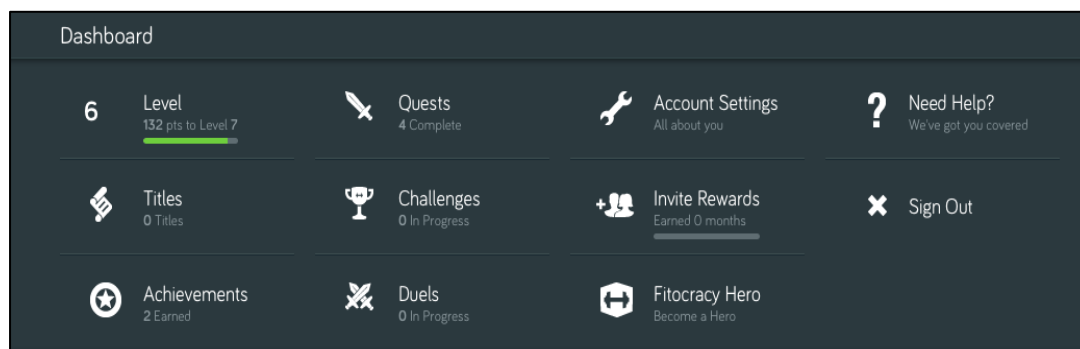 Dashboard
6
Level
132 pts to Level 7
Quests
4 Complete
Account Settings
All about you
Need Help?
We've got you covered
Titles
0 Titles
Challenges
0 In Progress
Invite Rewards
Earned 0 months
Sign Out
Achievements
2 Earned
Duels
0 In Progress
Fitocracy Hero
Become a Hero